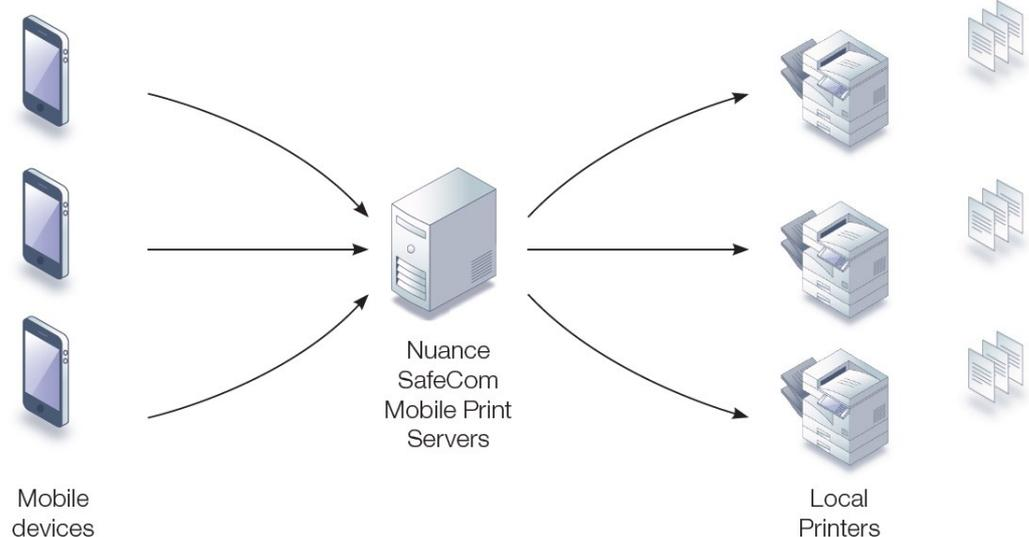 Nuance
SafeCom
Mobile Print
Servers
Mobile
devices
Local
Printers